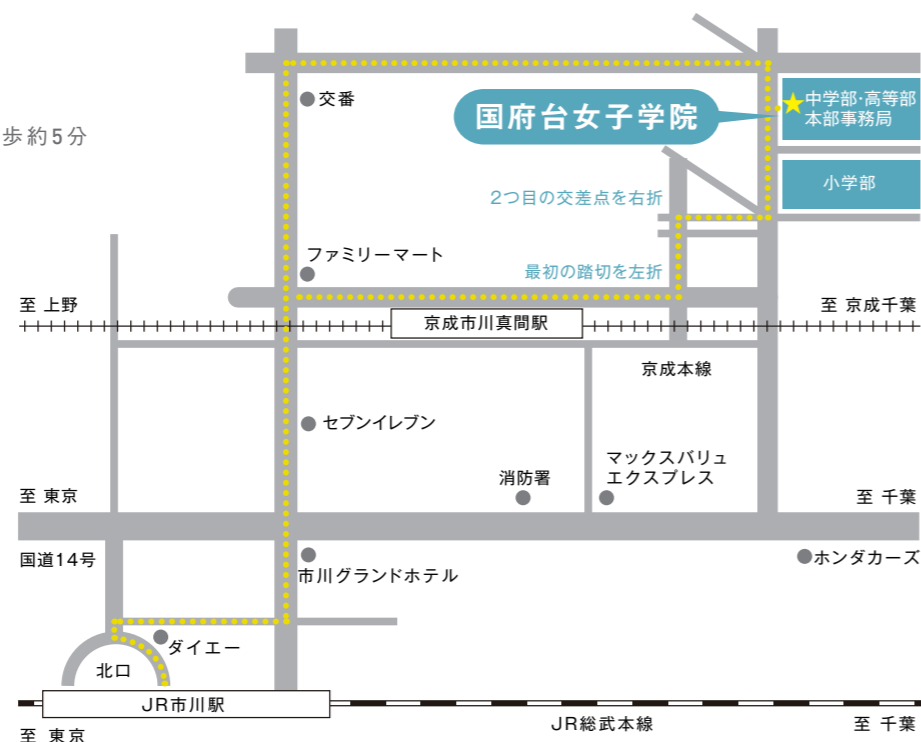 交番
中学部・高等部
本部事務局
国府台女子学院
歩約5分
小学部
2つ目の交差点を右折
ファミリーマート
最初の踏切を左折
至 上野
至 京成千葉
京成市川真間駅
京成本線
セブンイレブン
マックスバリュ
エクスプレス
消防署
至 東京
至 千葉
国道14号
ホンダカーズ
市川グランドホテル
ダイエー
北口
JR市川駅
JR総武本線
至 東京
至 千葉